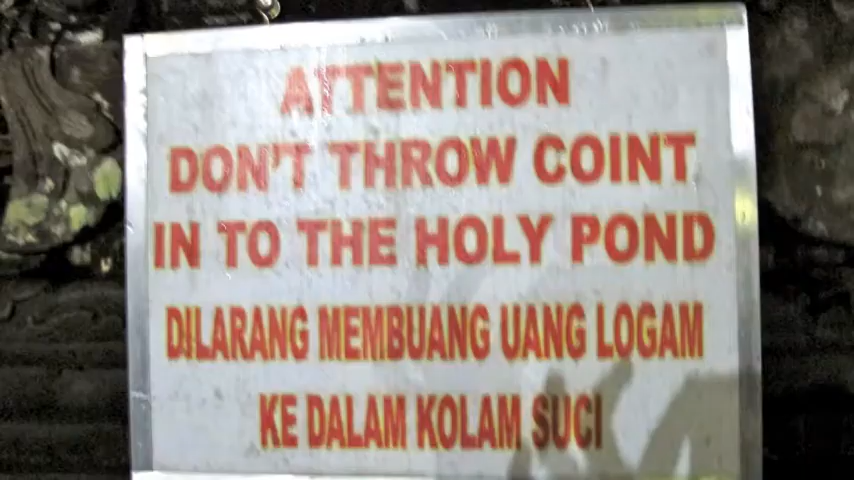 ATTENTION
DON'T THROW COINT
IN TO THE HOLY POND
DILARANG MEMBUANG UANG LOGAM
KE DALAM KOLAM SUCI